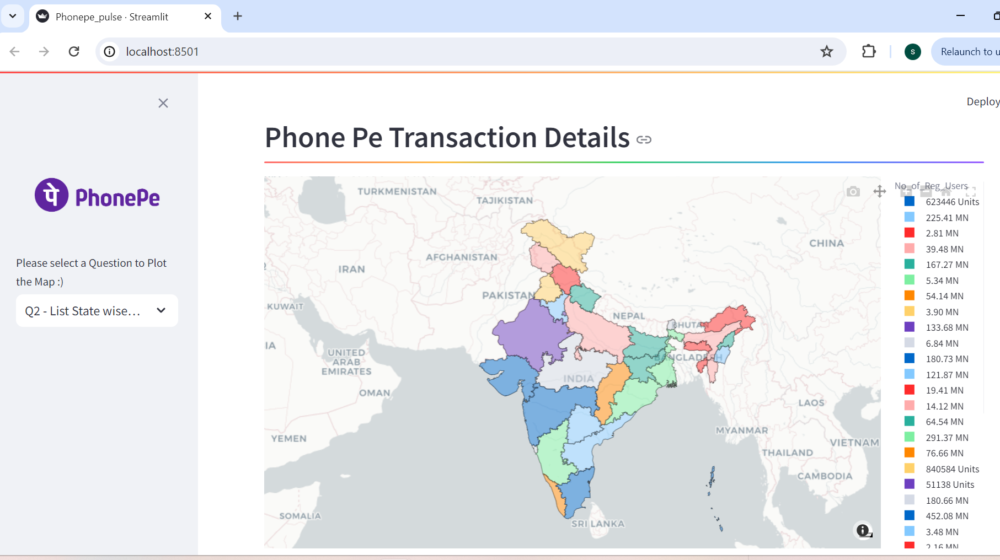 Phonepe_pulse · Streamlit
localhost:8501
Relaunch to u
Deploy
पे PhonePe
Please select a Question to Plot
the Map :)
Q2 - List State wise...
Phone Pe Transaction Details
TURKMENISTAN
TAJIKISTAN
CHINA
AFGHANISTAN
IRAN
PAKISTAN
KUWAIT
NEPAL
BHUTAN
IA
UNITED
ARAB
EMIRATES
BANGLADESH
INDIA
OMAN
LAOS
MYANMAR
YEMEN
VIETNAM
THAILAND
CAMBODIA
SOMALIA
SRI LANKA
No_of_Reg_Users
623446 Units
225.41 MN
2.81 MN
39.48 MN
167.27 MN
5.34 MN
54.14 MN
3.90 MN
133.68 MN
6.84 MN
180.73 MN
121.87 MN
19.41 MN
14.12 MN
64.54 MN
291.37 MN
76.66 MN
840584 Units
51138 Units
180.66 MN
452.08 MN
3.48 MN
2.16 MN